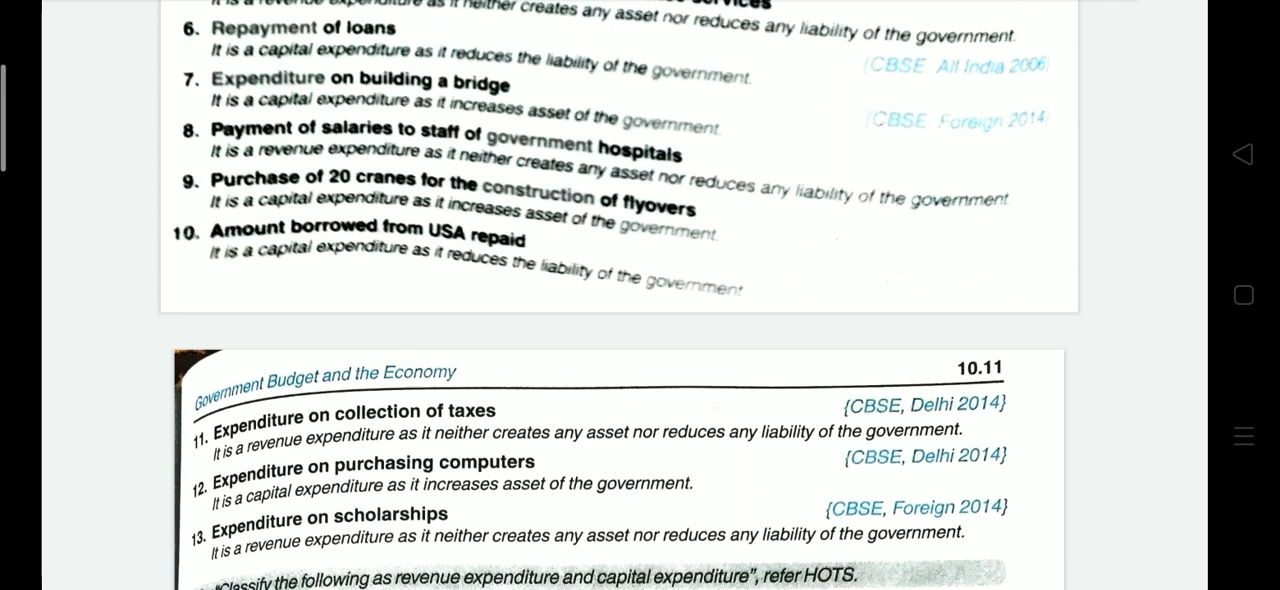 It is a revenue expenditure as it neither creates any asset nor reduces any liability of the government.
6. Repayment of loans
It is a capital expenditure as it reduces the liability of the government.
{CBSE All India 2006}
7. Expenditure on building a bridge
It is a capital expenditure as it increases asset of the government.
{CBSE, Foreign 2014}
8. Payment of salaries to staff of government hospitals
It is a revenue expenditure as it neither creates any asset nor reduces any liability of the government.
9. Purchase of 20 cranes for the construction of flyovers
It is a capital expenditure as it increases asset of the government.
10. Amount borrowed from USA repaid
It is a capital expenditure as it reduces the liability of the government
Government Budget and the Economy 10.11
11. Expenditure on collection of taxes {CBSE, Delhi 2014}
It is a revenue expenditure as it neither creates any asset nor reduces any liability of the government.
12. Expenditure on purchasing computers {CBSE, Delhi 2014}
It is a capital expenditure as it increases asset of the government.
13. Expenditure on scholarships {CBSE, Foreign 2014}
It is a revenue expenditure as it neither creates any asset nor reduces any liability of the government.
"Classify the following as revenue expenditure and capital expenditure", refer HOTS.